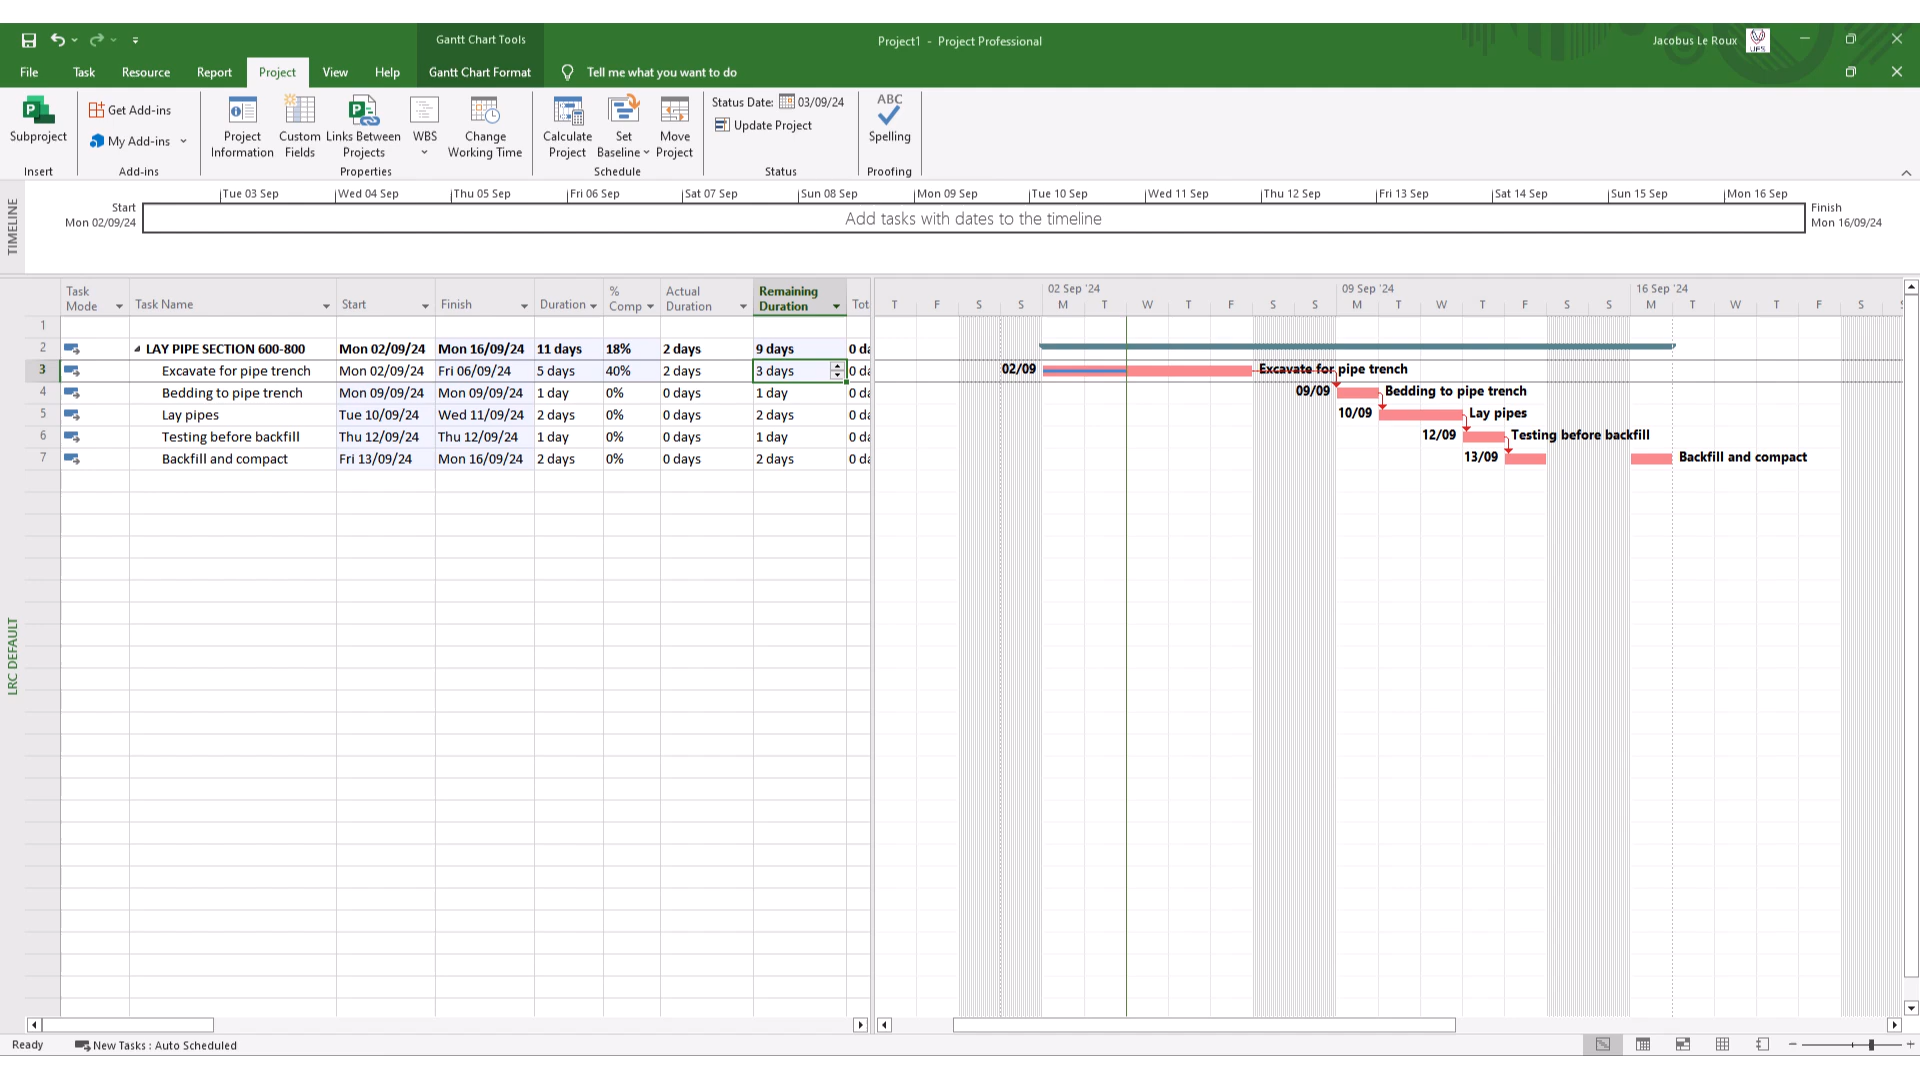 Gantt Chart Tools
Project1 - Project Professional
Jacobus Le Roux
File Task Resource Report Project View Help Gantt Chart Format Tell me what you want to do
Subproject
Insert
Get Add-ins
My Add-ins
Add-ins
Project Information
Custom Fields
Links Between Projects
WBS
Change Working Time
Properties
Calculate Project
Set Baseline
Move Project
Schedule
Status Date: 03/09/24
Update Project
Status
ABC
Spelling
Proofing
TIMELINE
Tue 03 Sep Wed 04 Sep Thu 05 Sep Fri 06 Sep Sat 07 Sep Sun 08 Sep Mon 09 Sep Tue 10 Sep Wed 11 Sep Thu 12 Sep Fri 13 Sep Sat 14 Sep Sun 15 Sep Mon 16 Sep
Start
Mon 02/09/24
Add tasks with dates to the timeline
Finish
Mon 16/09/24
Task Mode Task Name Start Finish Duration % Comp Actual Duration Remaining Duration Tot
1
2 LAY PIPE SECTION 600-800 Mon 02/09/24 Mon 16/09/24 11 days 18% 2 days 9 days 0 da
3 Excavate for pipe trench Mon 02/09/24 Fri 06/09/24 5 days 40% 2 days 3 days 0 da
4 Bedding to pipe trench Mon 09/09/24 Mon 09/09/24 1 day 0% 0 days 1 day 0 da
5 Lay pipes Tue 10/09/24 Wed 11/09/24 2 days 0% 0 days 2 days 0 da
6 Testing before backfill Thu 12/09/24 Thu 12/09/24 1 day 0% 0 days 1 day 0 da
7 Backfill and compact Fri 13/09/24 Mon 16/09/24 2 days 0% 0 days 2 days 0 da
02 Sep '24 09 Sep '24 16 Sep '24
T F S S M T W T F S S M T W T F S S M T W T F S
02/09 Excavate for pipe trench
09/09 Bedding to pipe trench
10/09 Lay pipes
12/09 Testing before backfill
13/09 Backfill and compact
LRC DEFAULT
Ready New Tasks : Auto Scheduled